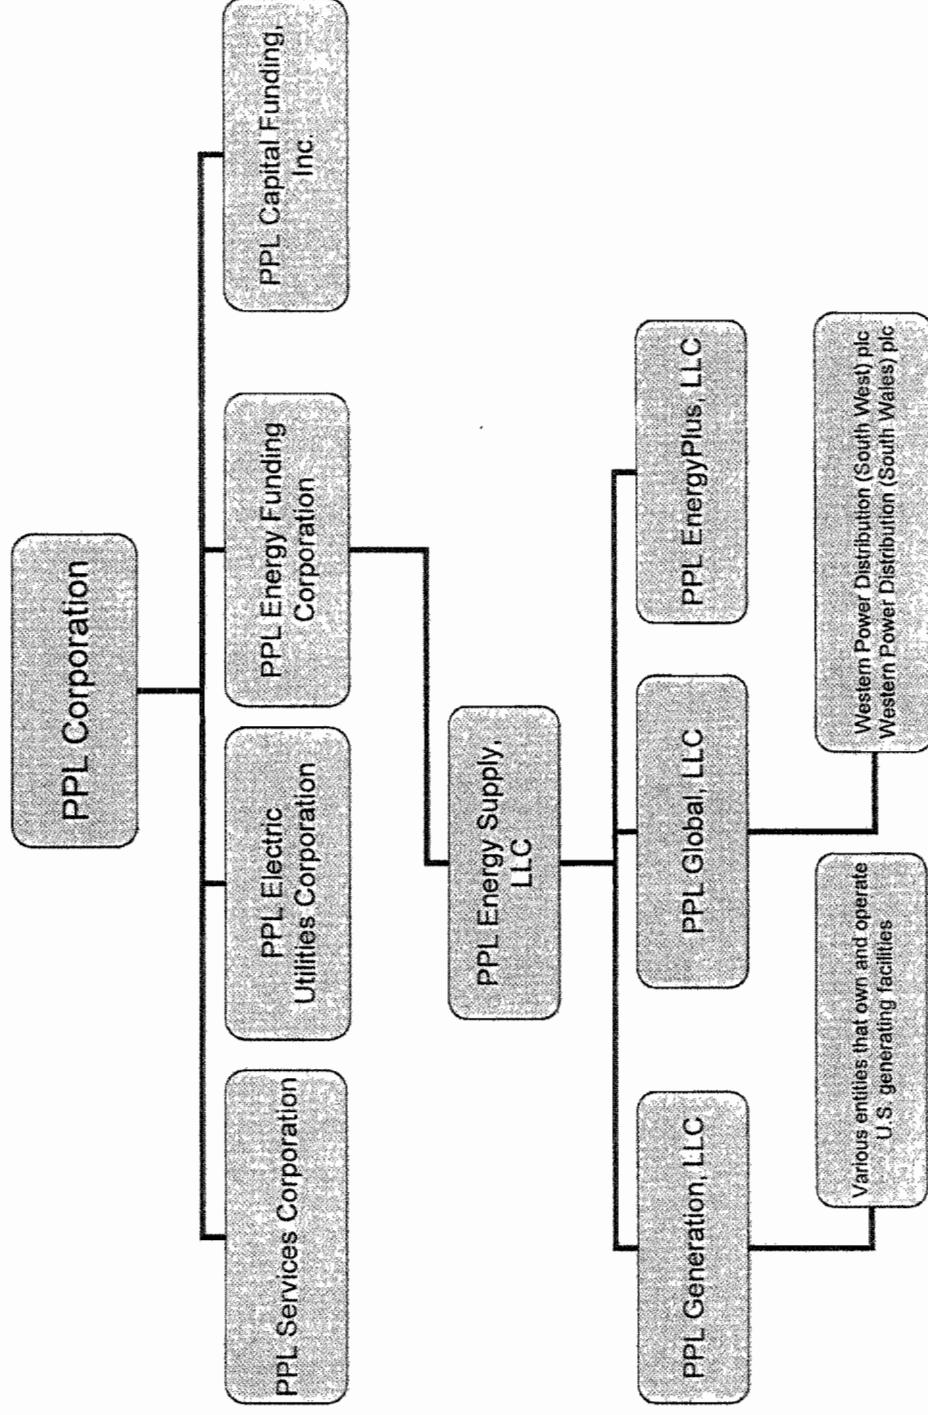 PPL Corporation
PPL Services Corporation
PPL Electric
Utilities Corporation
PPL Energy Funding
Corporation
PPL Capital Funding,
Inc.
PPL Energy Supply,
LLC
PPL Generation, LLC
PPL Global, LLC
PPL EnergyPlus, LLC
Various entities that own and operate
U.S. generating facilities
Western Power Distribution (South West) plc
Western Power Distribution (South Wales) plc